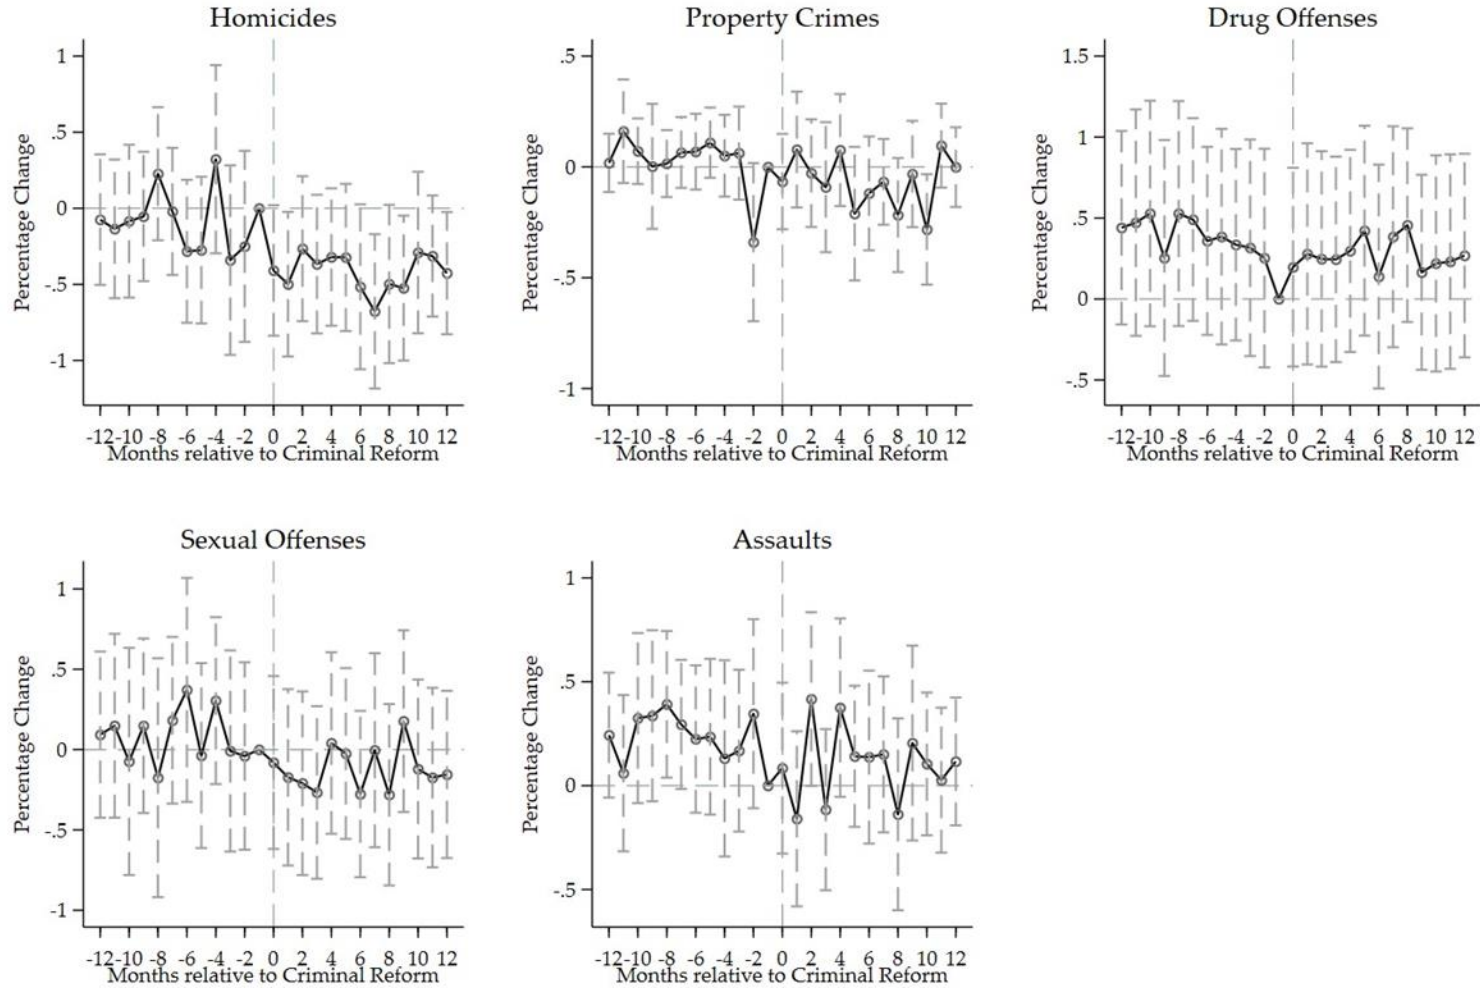 Homicides
Percentage Change
1
.5
0
-.5
-1
-12 -10 -8 -6 -4 -2 0 2 4 6 8 10 12
Months relative to Criminal Reform
Property Crimes
Percentage Change
.5
0
-.5
-1
-12 -10 -8 -6 -4 -2 0 2 4 6 8 10 12
Months relative to Criminal Reform
Drug Offenses
Percentage Change
1.5
1
.5
0
-.5
-12 -10 -8 -6 -4 -2 0 2 4 6 8 10 12
Months relative to Criminal Reform
Sexual Offenses
Percentage Change
1
.5
0
-.5
-1
-12 -10 -8 -6 -4 -2 0 2 4 6 8 10 12
Months relative to Criminal Reform
Assaults
Percentage Change
1
.5
0
-.5
-12 -10 -8 -6 -4 -2 0 2 4 6 8 10 12
Months relative to Criminal Reform